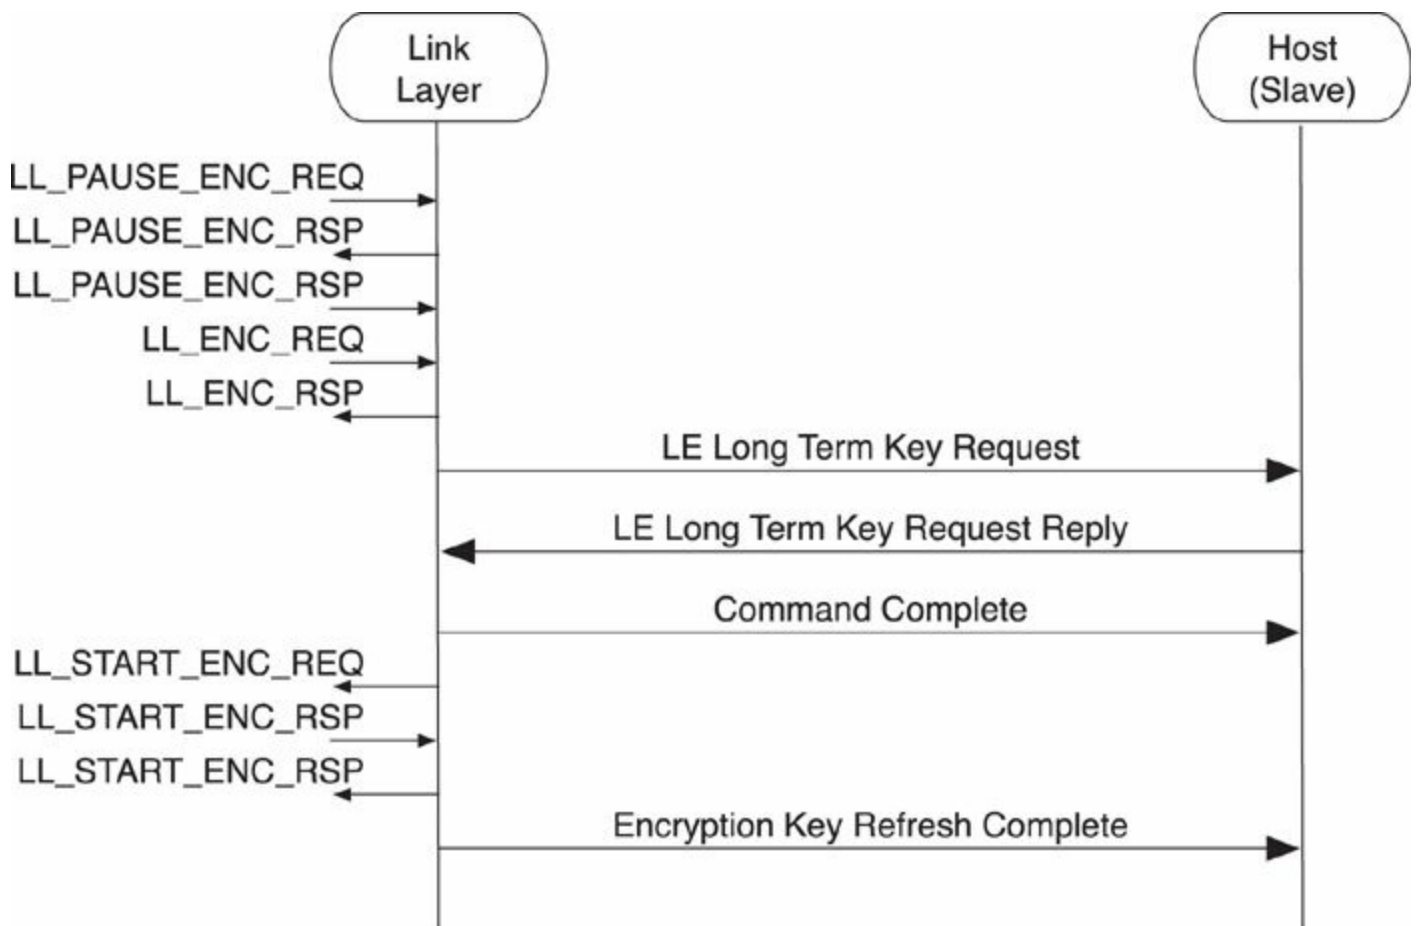 Link
Layer
Host
(Slave)
LL_PAUSE_ENC_REQ
LL_PAUSE_ENC_RSP
LL_PAUSE_ENC_RSP
LL_ENC_REQ
LL_ENC_RSP
LE Long Term Key Request
LE Long Term Key Request Reply
Command Complete
LL_START_ENC_REQ
LL_START_ENC_RSP
LL_START_ENC_RSP
Encryption Key Refresh Complete